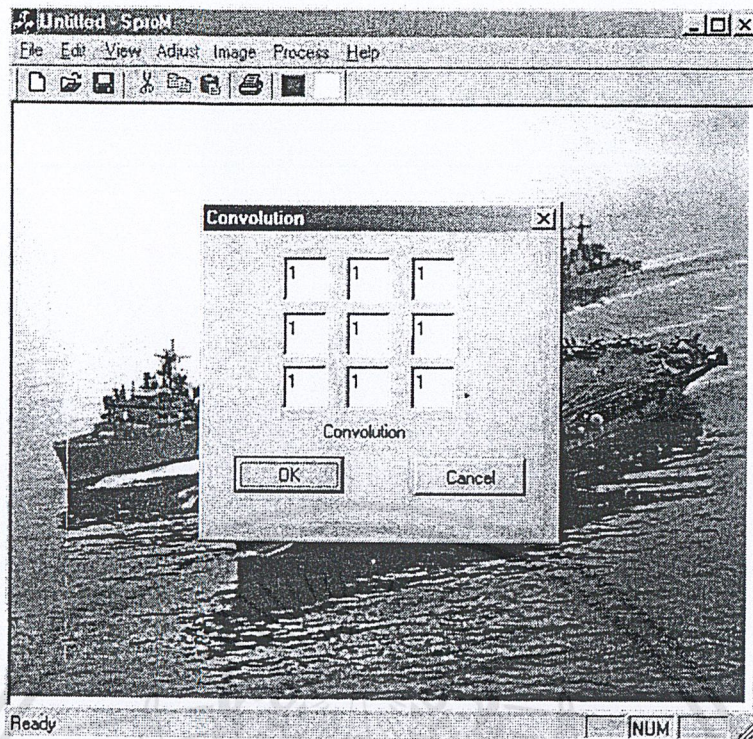 Untitled - SproM
File Edit View Adjust Image Process Help
Convolution
1 1 1
1 1 1
1 1 1
Convolution
OK Cancel
Ready NUM